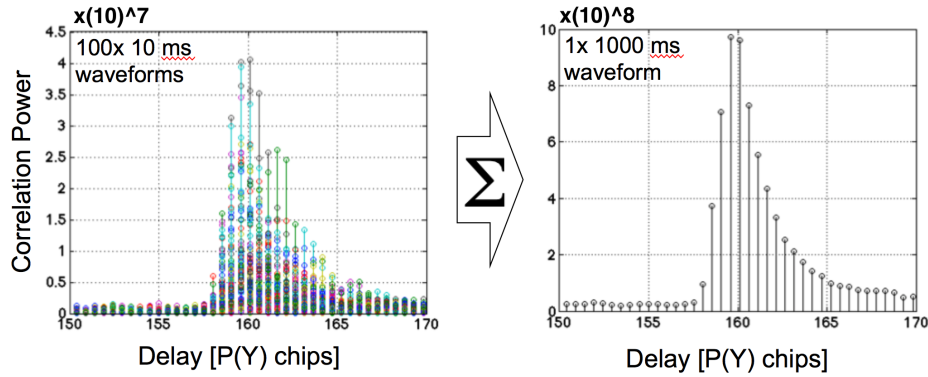 x(10)^7
100x 10 ms
waveforms
4.5
4
3.5
3
2.5
2
1.5
1
0.5
0
150
155
160
165
170
Correlation Power
Delay [P(Y) chips]
Σ
x(10)^8
1x 1000 ms
waveform
10
8
6
4
2
0
150
155
160
165
170
Delay [P(Y) chips]